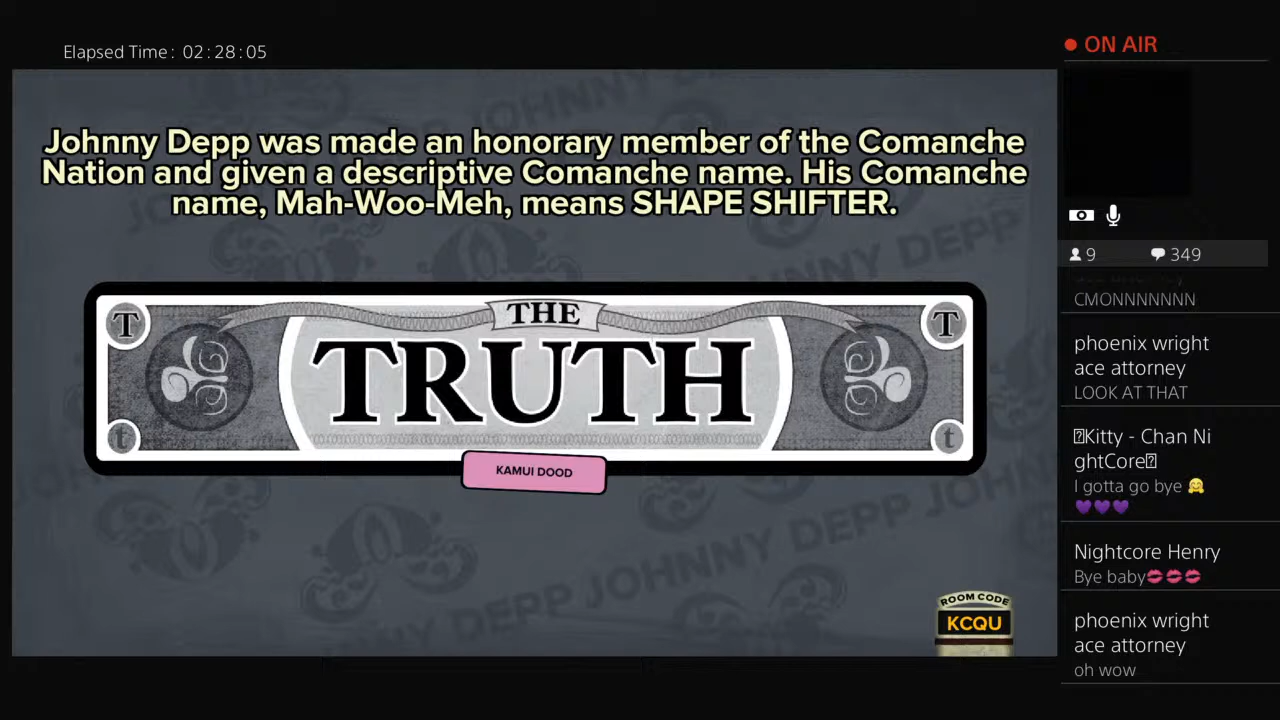 Elapsed Time: 02:28:05
ON AIR
Johnny Depp was made an honorary member of the Comanche
Nation and given a descriptive Comanche name. His Comanche
name, Mah-Woo-Meh, means SHAPE SHIFTER.
T
T
THE
TRUTH
t
t
KAMUI DOOD
ROOM CODE
KCQU
9
349
CMONNNNNNN
phoenix wright
ace attorney
LOOK AT THAT
Kitty - Chan Ni
ghtCore
I gotta go bye 🤗
💜💜💜
Nightcore Henry
Bye baby💋💋💋
phoenix wright
ace attorney
oh wow
JOHNNY DEPP